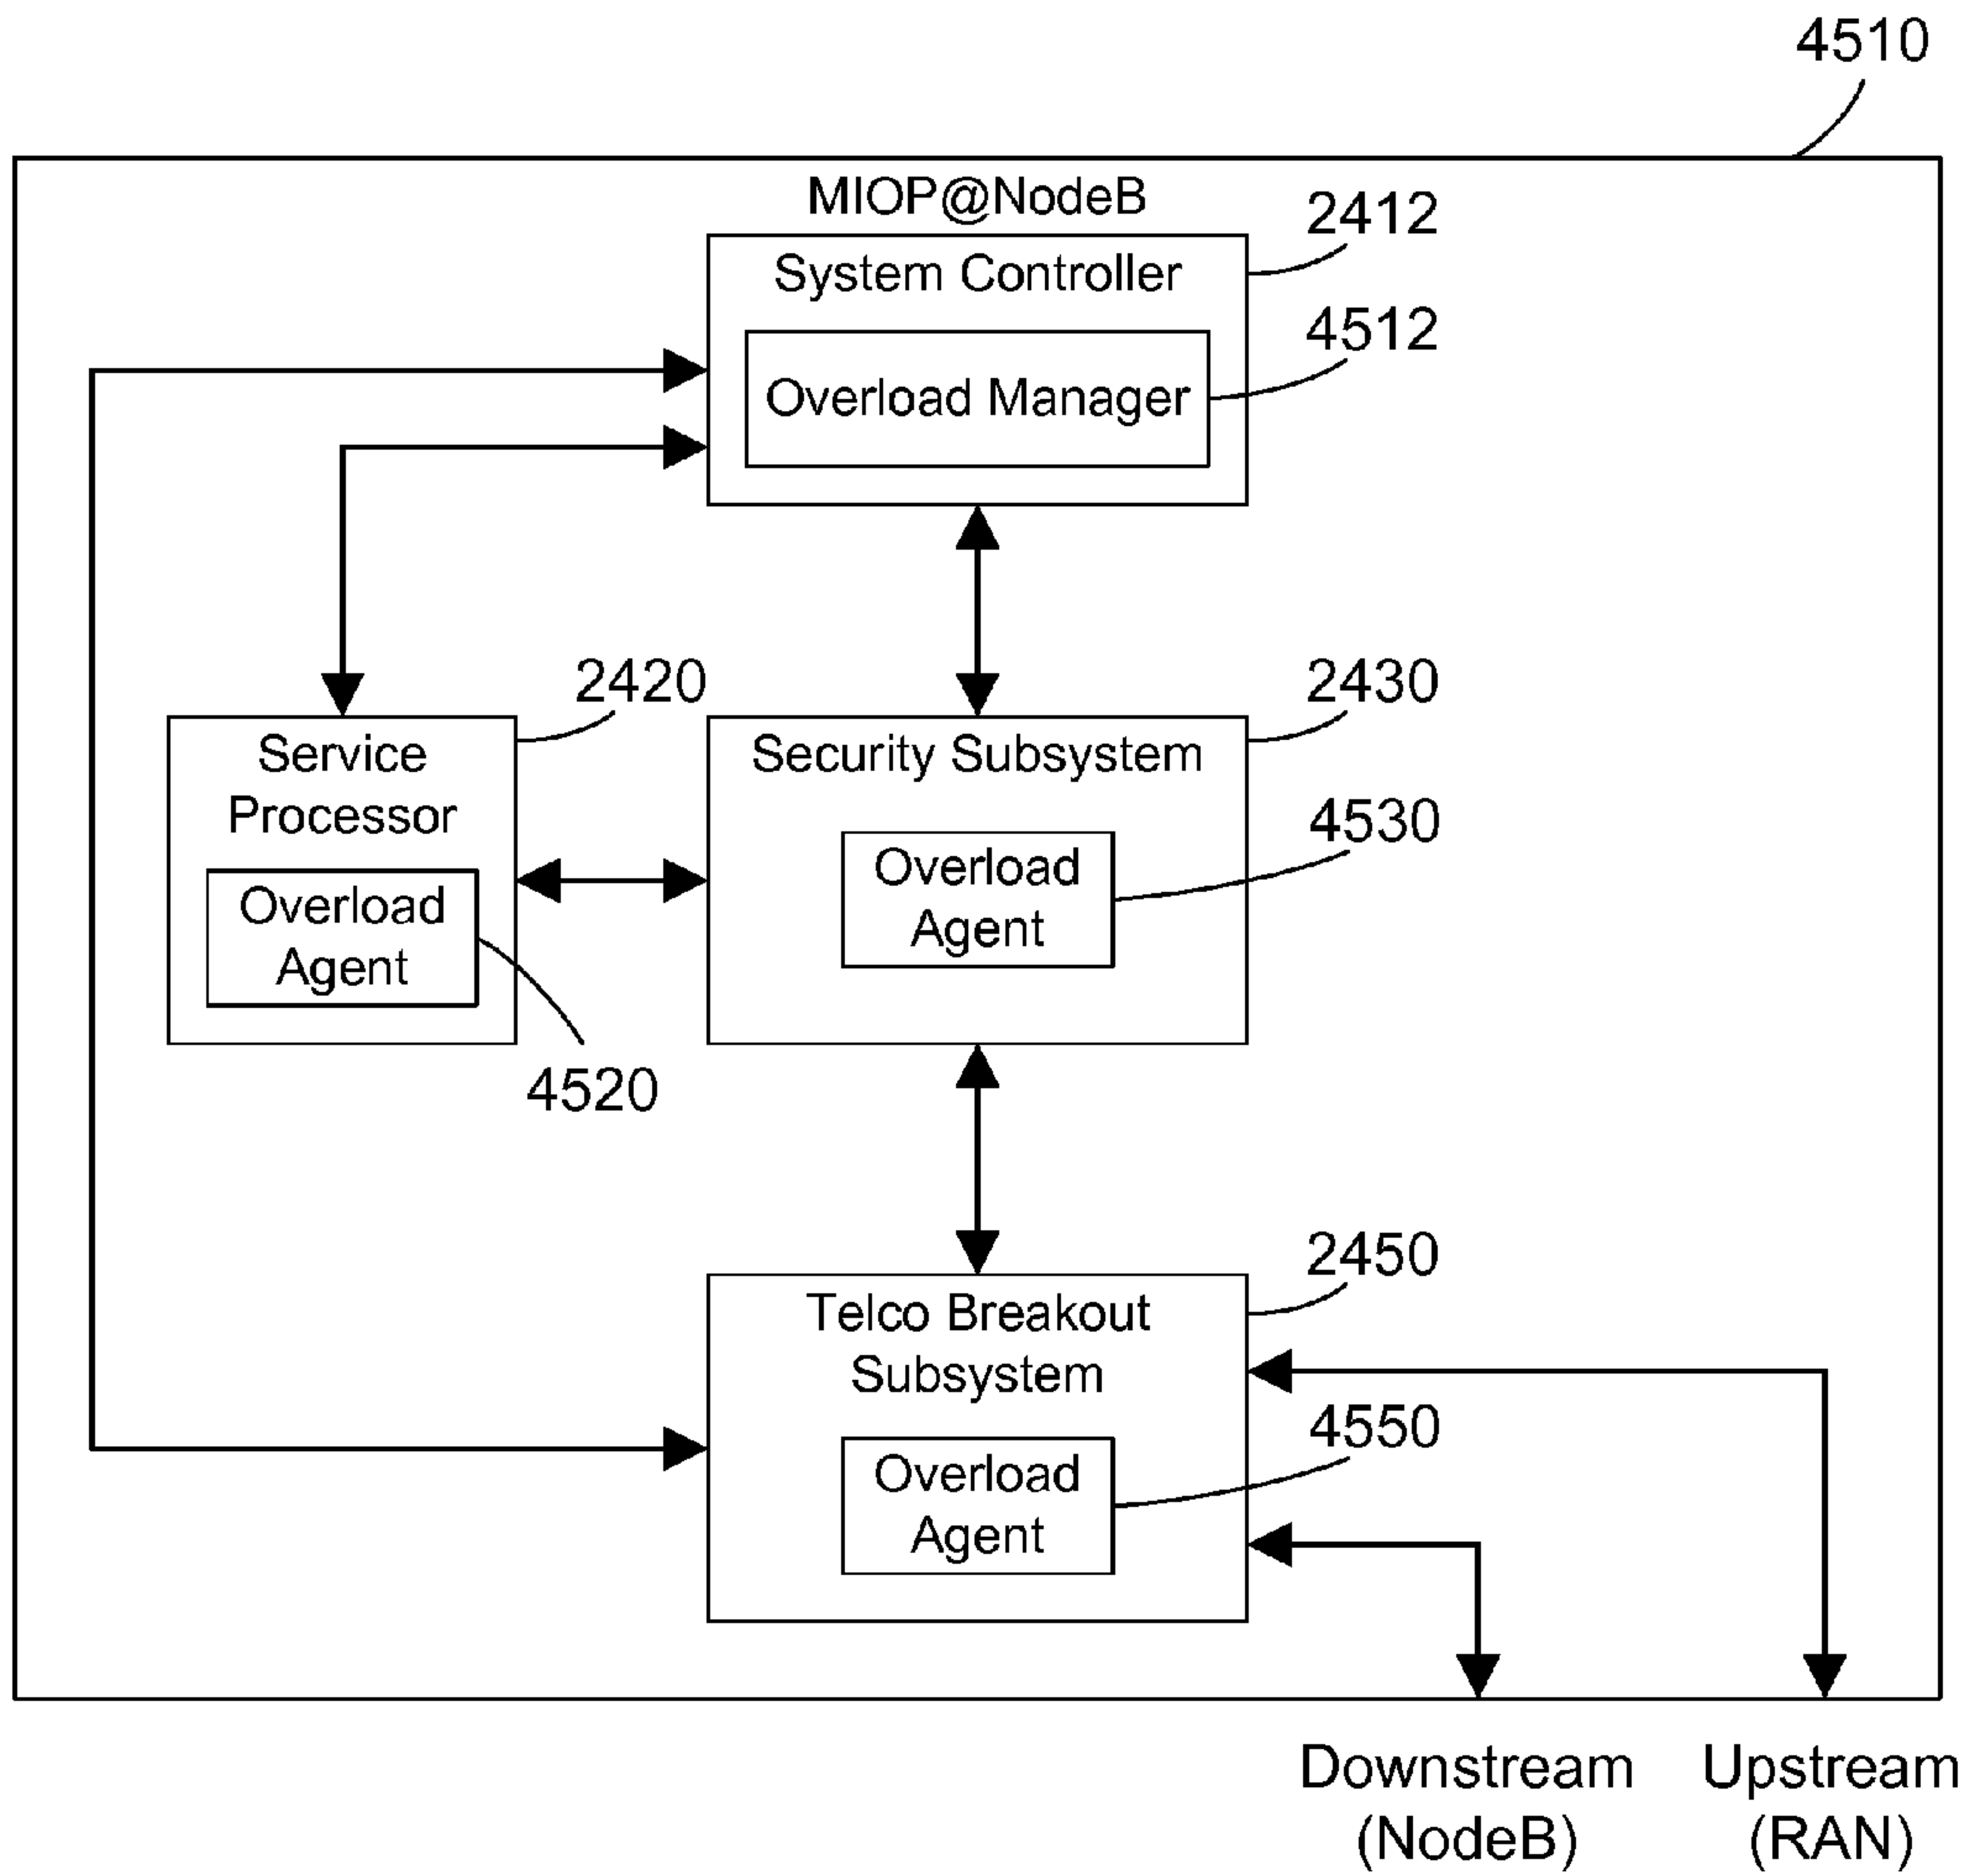 4510
MIOP@NodeB
2412
System Controller
4512
Overload Manager
2420
2430
Service
Processor
Security Subsystem
4530
Overload
Agent
Overload
Agent
4520
2450
Telco Breakout
Subsystem
4550
Overload
Agent
Downstream
(NodeB)
Upstream
(RAN)